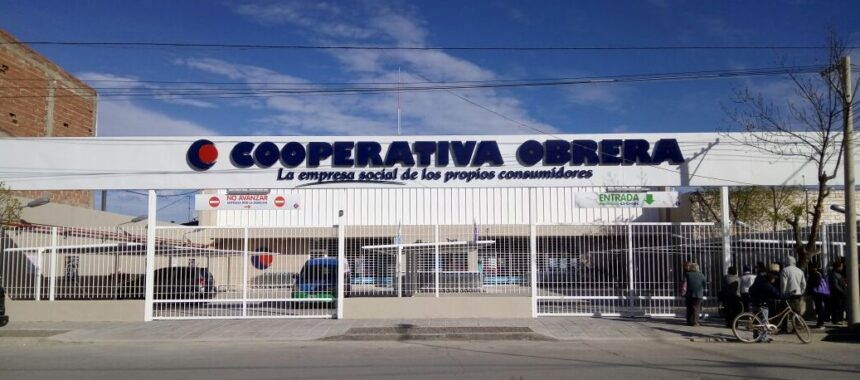 COOPERATIVA OBRERA
La empresa social de los propios consumidores
NO AVANZAR
ENTRADA